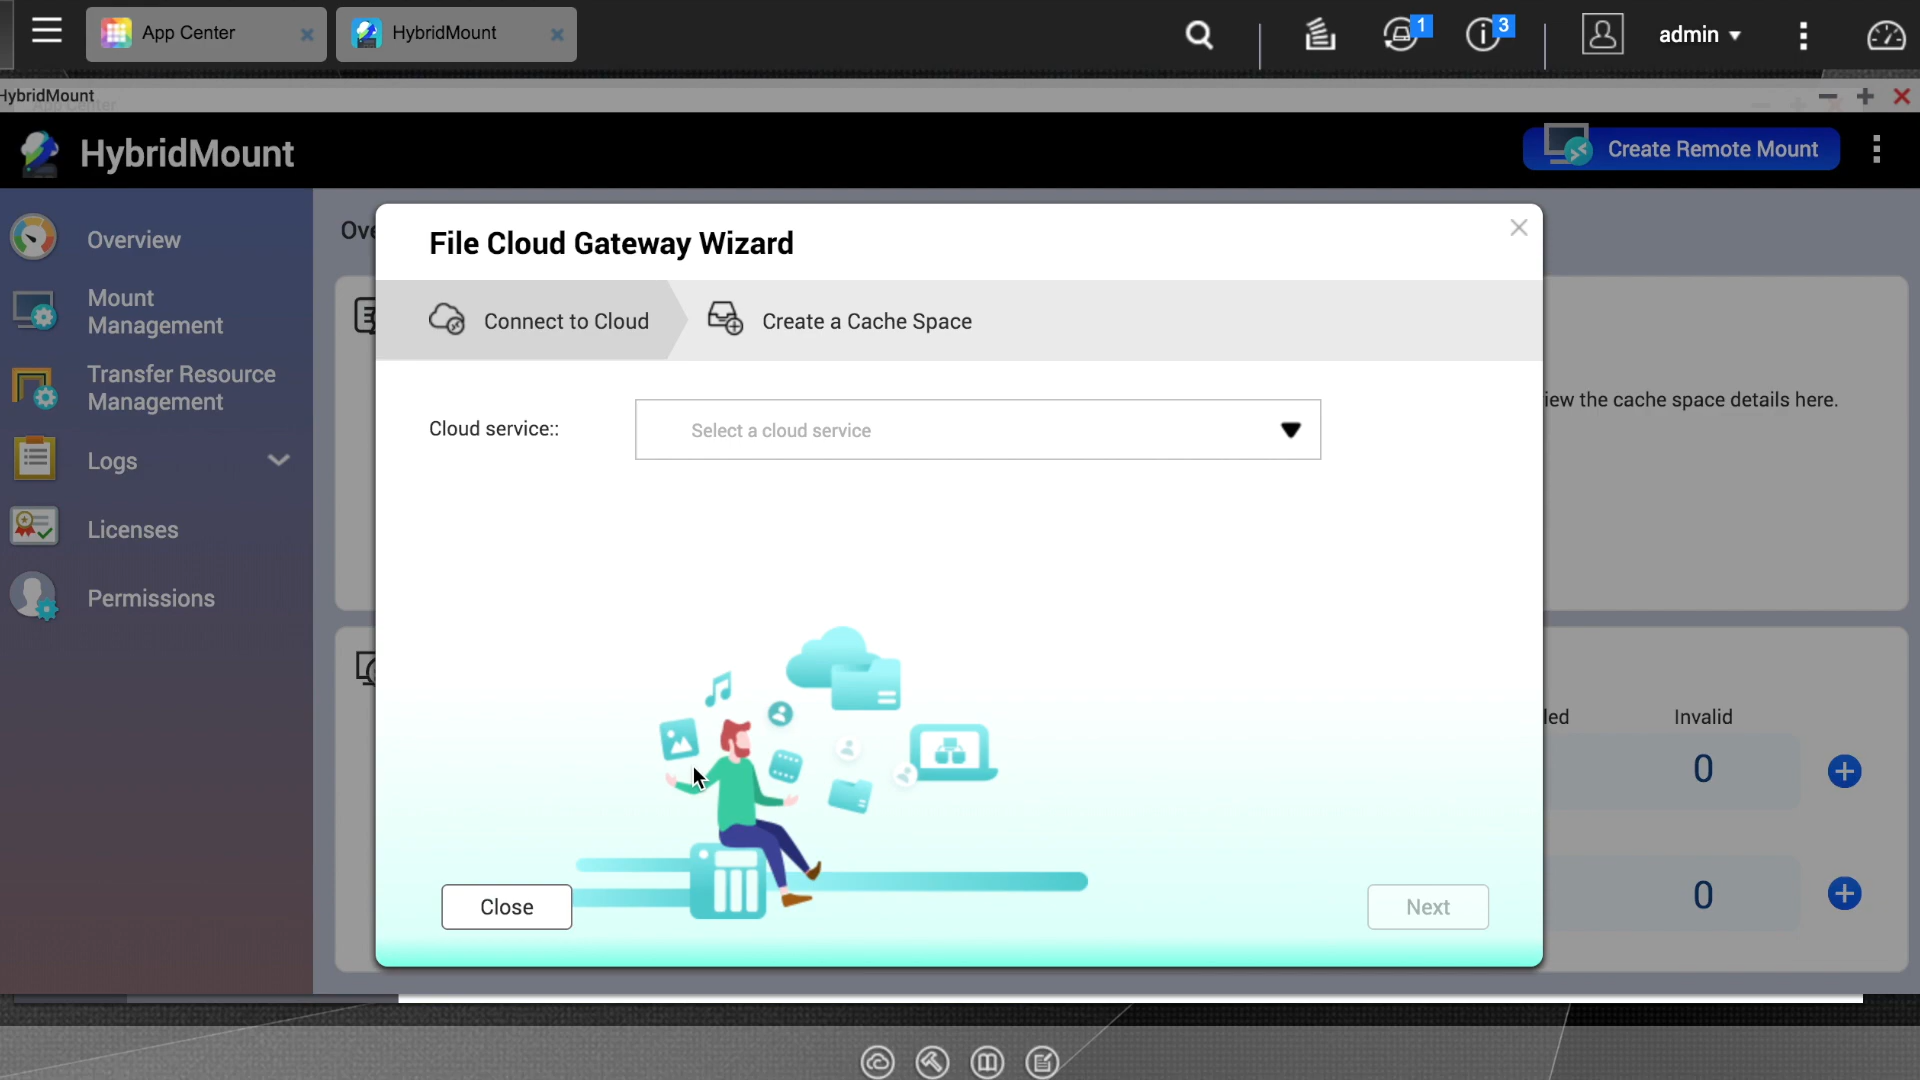 App Center
HybridMount
1
3
admin
HybridMount
HybridMount
Create Remote Mount
Overview
Mount
Management
Transfer Resource
Management
Logs
Licenses
Permissions
Ove
File Cloud Gateway Wizard
Connect to Cloud
Create a Cache Space
Cloud service::
Select a cloud service
iew the cache space details here.
led
Invalid
0
0
Close
Next